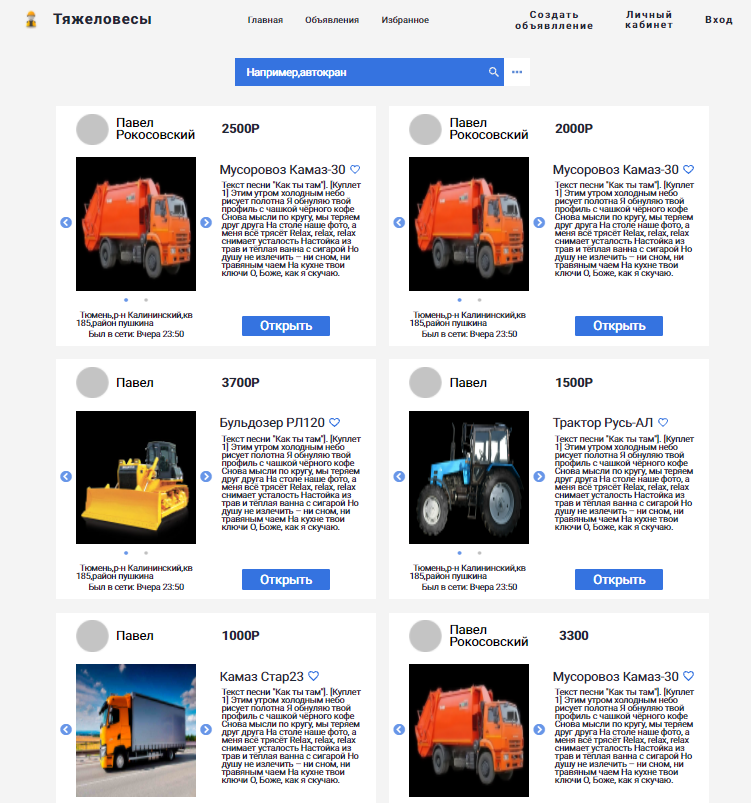 Тяжеловесы
Главная
Объявления
Избранное
Создать
объяввление
Личный
кабинет
Вход
Например,автокран
Павел
Рокосовский
2500Р
Мусоровоз Камаз-30
Текст песни "Как ты там"]. [Куплет
1] Этим утром холодным небо
рисует полотна Я обнуляю твой
профиль с чашкой чёрного кофе
Снова мысли по кругу, мы теряем
друг друга На столе наше фото, а
меня всё трясёт Relax, relax, relax
снимает усталость Настойка из
трав и тёплая ванна с сигарой Но
душу не излечить – ни сном, ни
травяным чаем На кухне твои
ключи О, Боже, как я скучаю.
Тюмень,р-н Калининский,кв
185,район пушкина
Был в сети: Вчера 23:50
Открыть
Павел
Рокосовский
2000Р
Мусоровоз Камаз-30
Текст песни "Как ты там"]. [Куплет
1] Этим утром холодным небо
рисует полотна Я обнуляю твой
профиль с чашкой чёрного кофе
Снова мысли по кругу, мы теряем
друг друга На столе наше фото, а
меня всё трясёт Relax, relax, relax
снимает усталость Настойка из
трав и тёплая ванна с сигарой Но
душу не излечить – ни сном, ни
травяным чаем На кухне твои
ключи О, Боже, как я скучаю.
Тюмень,р-н Калининский,кв
185,район пушкина
Был в сети: Вчера 23:50
Открыть
Павел
3700Р
Бульдозер РЛ120
Текст песни "Как ты там"]. [Куплет
1] Этим утром холодным небо
рисует полотна Я обнуляю твой
профиль с чашкой чёрного кофе
Снова мысли по кругу, мы теряем
друг друга На столе наше фото, а
меня всё трясёт Relax, relax, relax
снимает усталость Настойка из
трав и тёплая ванна с сигарой Но
душу не излечить – ни сном, ни
травяным чаем На кухне твои
ключи О, Боже, как я скучаю.
Тюмень,р-н Калининский,кв
185,район пушкина
Был в сети: Вчера 23:50
Открыть
Павел
1500Р
Трактор Русь-АЛ
Текст песни "Как ты там"]. [Куплет
1] Этим утром холодным небо
рисует полотна Я обнуляю твой
профиль с чашкой чёрного кофе
Снова мысли по кругу, мы теряем
друг друга На столе наше фото, а
меня всё трясёт Relax, relax, relax
снимает усталость Настойка из
трав и тёплая ванна с сигарой Но
душу не излечить – ни сном, ни
травяным чаем На кухне твои
ключи О, Боже, как я скучаю.
Тюмень,р-н Калининский,кв
185,район пушкина
Был в сети: Вчера 23:50
Открыть
Павел
1000Р
Камаз Стар23
Текст песни "Как ты там"]. [Куплет
1] Этим утром холодным небо
рисует полотна Я обнуляю твой
профиль с чашкой чёрного кофе
Снова мысли по кругу, мы теряем
друг друга На столе наше фото, а
меня всё трясёт Relax, relax, relax
снимает усталость Настойка из
трав и тёплая ванна с сигарой Но
душу не излечить – ни сном, ни
травяным чаем На кухне твои
ключи О, Боже, как я скучаю.
Павел
Рокосовский
3300
Мусоровоз Камаз-30
Текст песни "Как ты там"]. [Куплет
1] Этим утром холодным небо
рисует полотна Я обнуляю твой
профиль с чашкой чёрного кофе
Снова мысли по кругу, мы теряем
друг друга На столе наше фото, а
меня всё трясёт Relax, relax, relax
снимает усталость Настойка из
трав и тёплая ванна с сигарой Но
душу не излечить – ни сном, ни
травяным чаем На кухне твои
ключи О, Боже, как я скучаю.